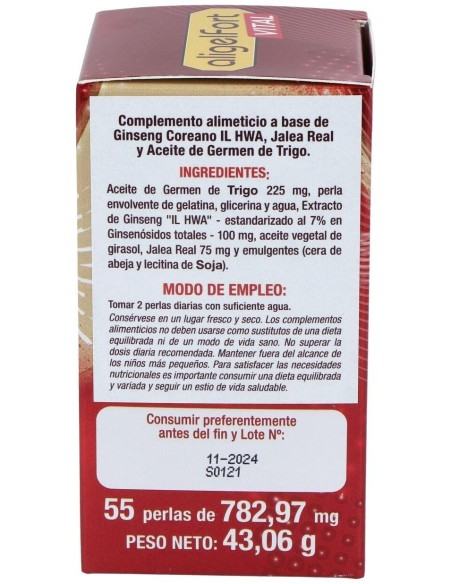 aligelFort
VITAL
Complemento alimeticio a base de
Ginseng Coreano IL HWA, Jalea Real
y Aceite de Germen de Trigo.
INGREDIENTES:
Aceite de Germen de Trigo 225 mg, perla
envolvente de gelatina, glicerina y agua, Extracto
de Ginseng "IL HWA" - estandarizado al 7% en
Ginsenósidos totales - 100 mg, aceite vegetal de
girasol, Jalea Real 75 mg y emulgentes (cera de
abeja y lecitina de Soja).
MODO DE EMPLEO:
Tomar 2 perlas diarias con suficiente agua.
Consérvese en un lugar fresco y seco. Los complementos
alimenticios no deben usarse como sustitutos de una dieta
equilibrada ni de un modo de vida sano. No superar la
dosis diaria recomendada. Mantener fuera del alcance de
los niños más pequeños. Para satisfacer las necesidades
nutricionales es importante consumir una dieta equilibrada
y variada y seguir un estio de vida saludable.
Consumir preferentemente
antes del fin y Lote Nº:
11-2024
S0121
55 perlas de 782,97 mg
PESO NETO: 43,06 g